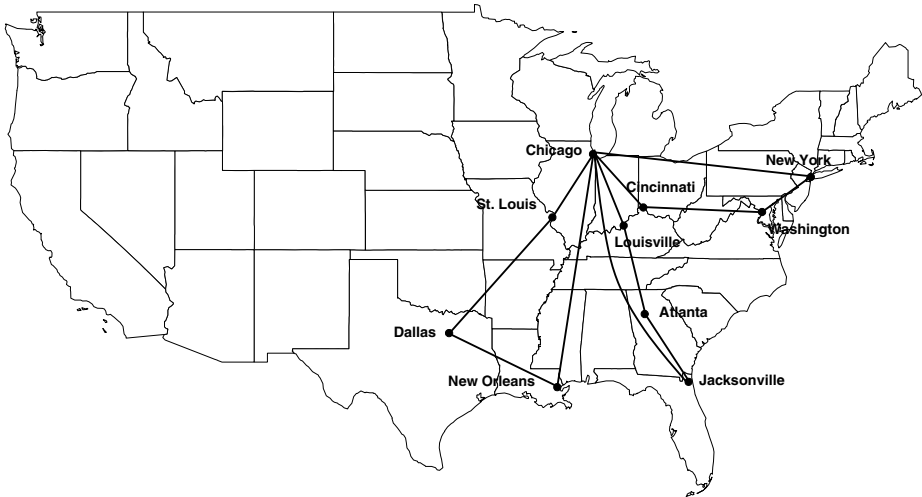 Chicago
New York
Cincinnati
St. Louis
Washington
Louisville
Atlanta
Dallas
New Orleans
Jacksonville